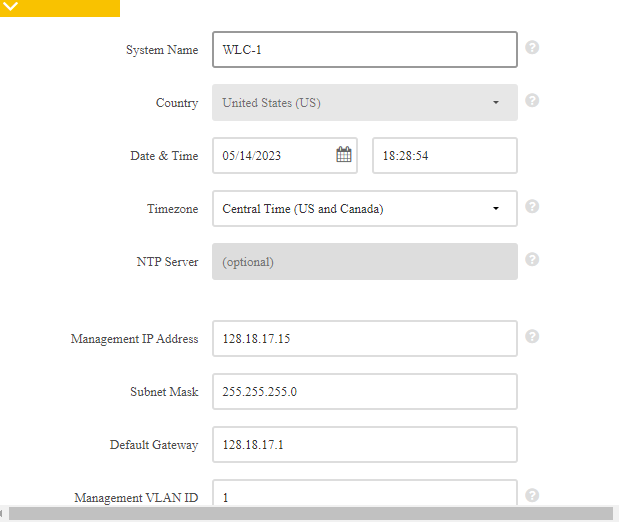 System Name WLC-1 ?
Country United States (US) ?
Date & Time 05/14/2023 18:28:54
Timezone Central Time (US and Canada) ?
NTP Server (optional) ?
Management IP Address 128.18.17.15 ?
Subnet Mask 255.255.255.0
Default Gateway 128.18.17.1
Management VLAN ID 1 ?